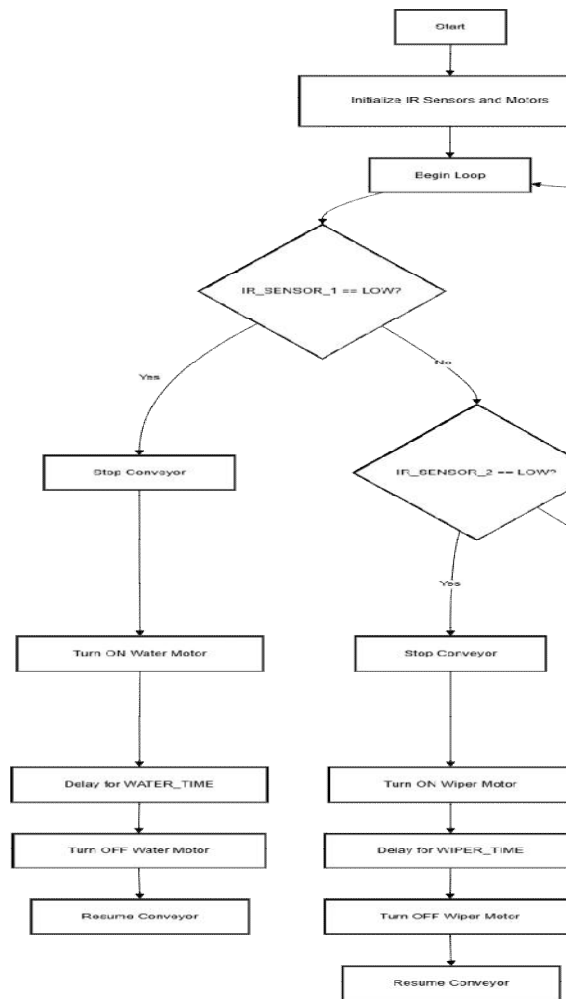 Start
Initialize IR Sensors and Motors
Begin Loop
IR_SENSOR_1 == LOW?
Yes
No
Stop Conveyor
IR_SENSOR_2 == LOW?
Yes
Turn ON Water Motor
Stop Conveyor
Delay for WATER_TIME
Turn ON Wiper Motor
Turn OFF Water Motor
Delay for WIPER_TIME
Resume Conveyor
Turn OFF Wiper Motor
Resume Conveyor